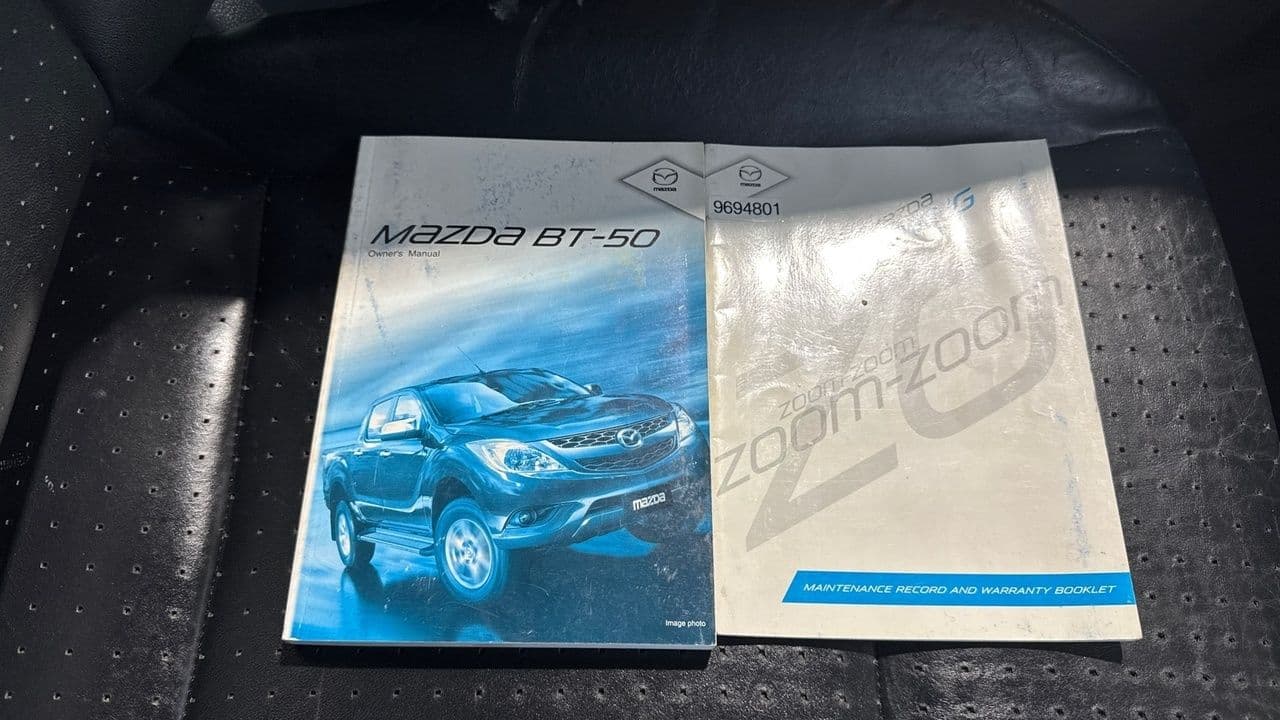 mazda
mazda BT-50
Owner's Manual
mazda
Image photo
mazda
9694801
mazda
zoom-zoom
zoom-zoom
MAINTENANCE RECORD AND WARRANTY BOOKLET